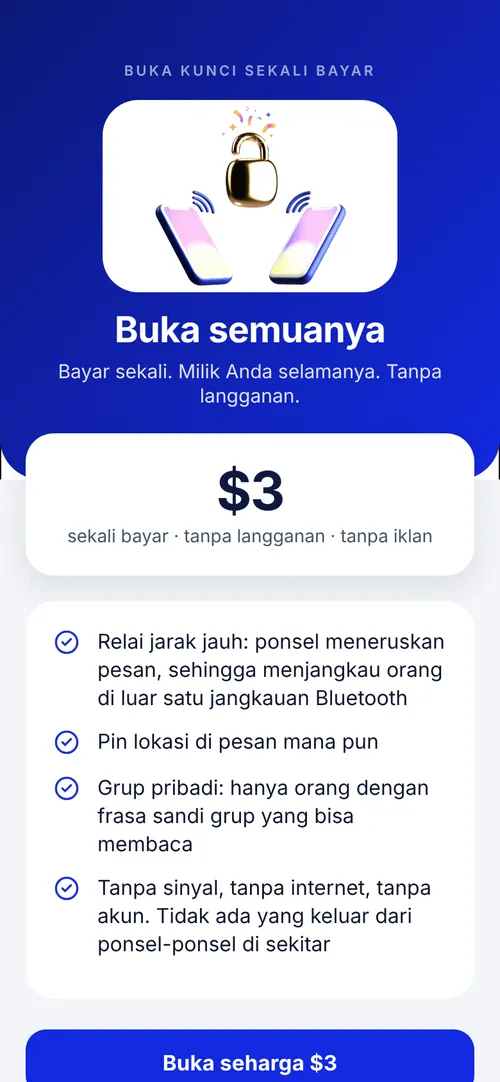 BUKA KUNCI SEKALI BAYAR
Buka semuanya
Bayar sekali. Milik Anda selamanya. Tanpa
langganan.
$3
sekali bayar · tanpa langganan · tanpa iklan
Relai jarak jauh: ponsel meneruskan
pesan, sehingga menjangkau orang
di luar satu jangkauan Bluetooth
Pin lokasi di pesan mana pun
Grup pribadi: hanya orang dengan
frasa sandi grup yang bisa
membaca
Tanpa sinyal, tanpa internet, tanpa
akun. Tidak ada yang keluar dari
ponsel-ponsel di sekitar
Buka seharga $3